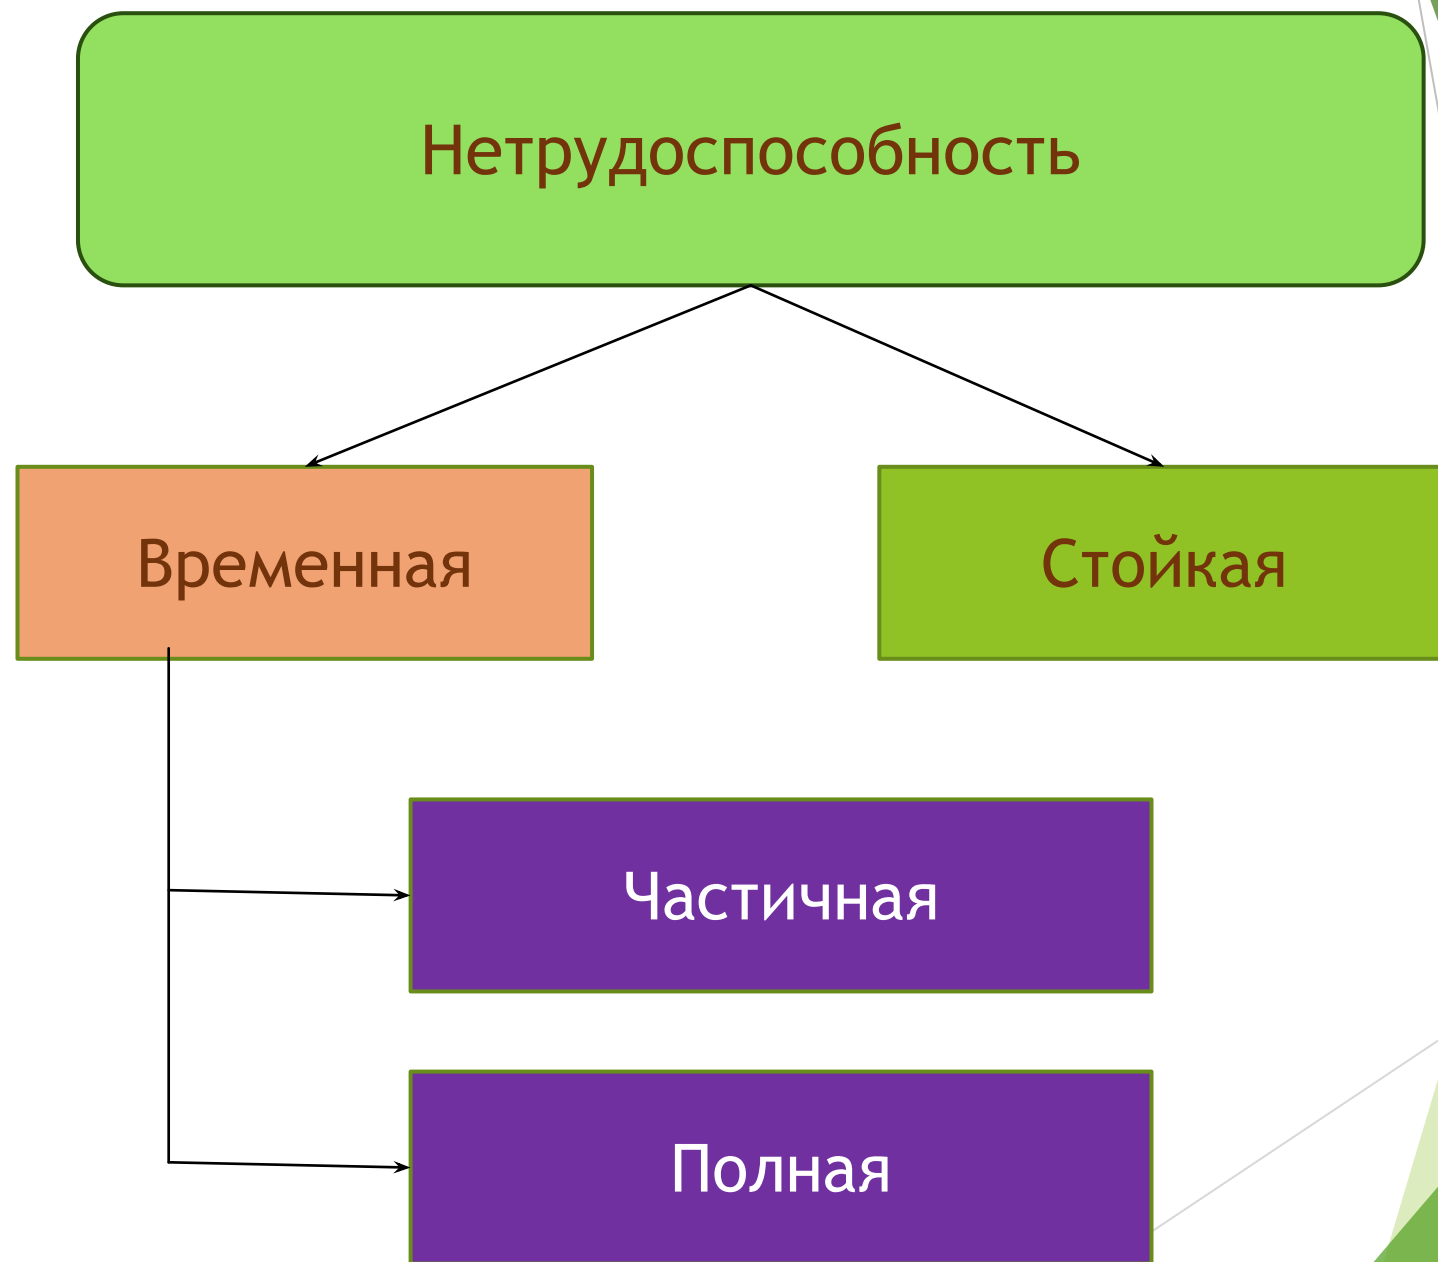 Нетрудоспособность
Временная
Стойкая
Частичная
Полная